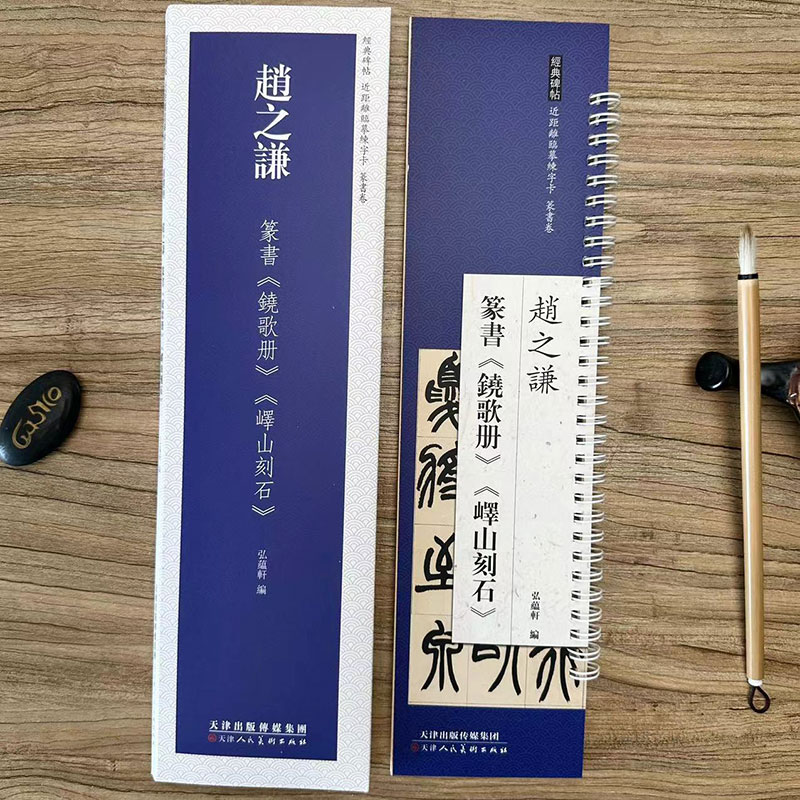 經典碑帖 近距離臨摹練字卡 篆書卷
趙之謙
篆書《鐃歌册》《嶧山刻石》
弘蘊軒 編
天津出版傳媒集團
天津人民美術出版社
經典碑帖 近距離臨摹練字卡 篆書卷
趙之謙
篆書《鐃歌册》《嶧山刻石》
弘蘊軒 編
天津出版傳媒集團
天津人民美術出版社